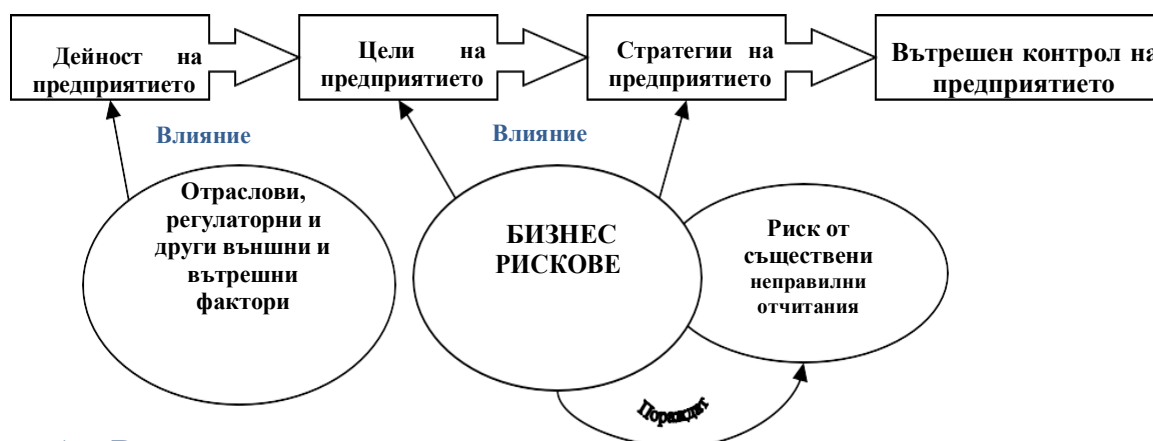 Дейност на
предприятието
Цели на
предприятието
Стратегии на
предприятието
Вътрешен контрол на
предприятието
Влияние
Влияние
Отраслови,
регулаторни и
други външни и
вътрешни
фактори
БИЗНЕС
РИСКОВЕ
Риск от
съществени
неправилни
отчитания
Пораждат